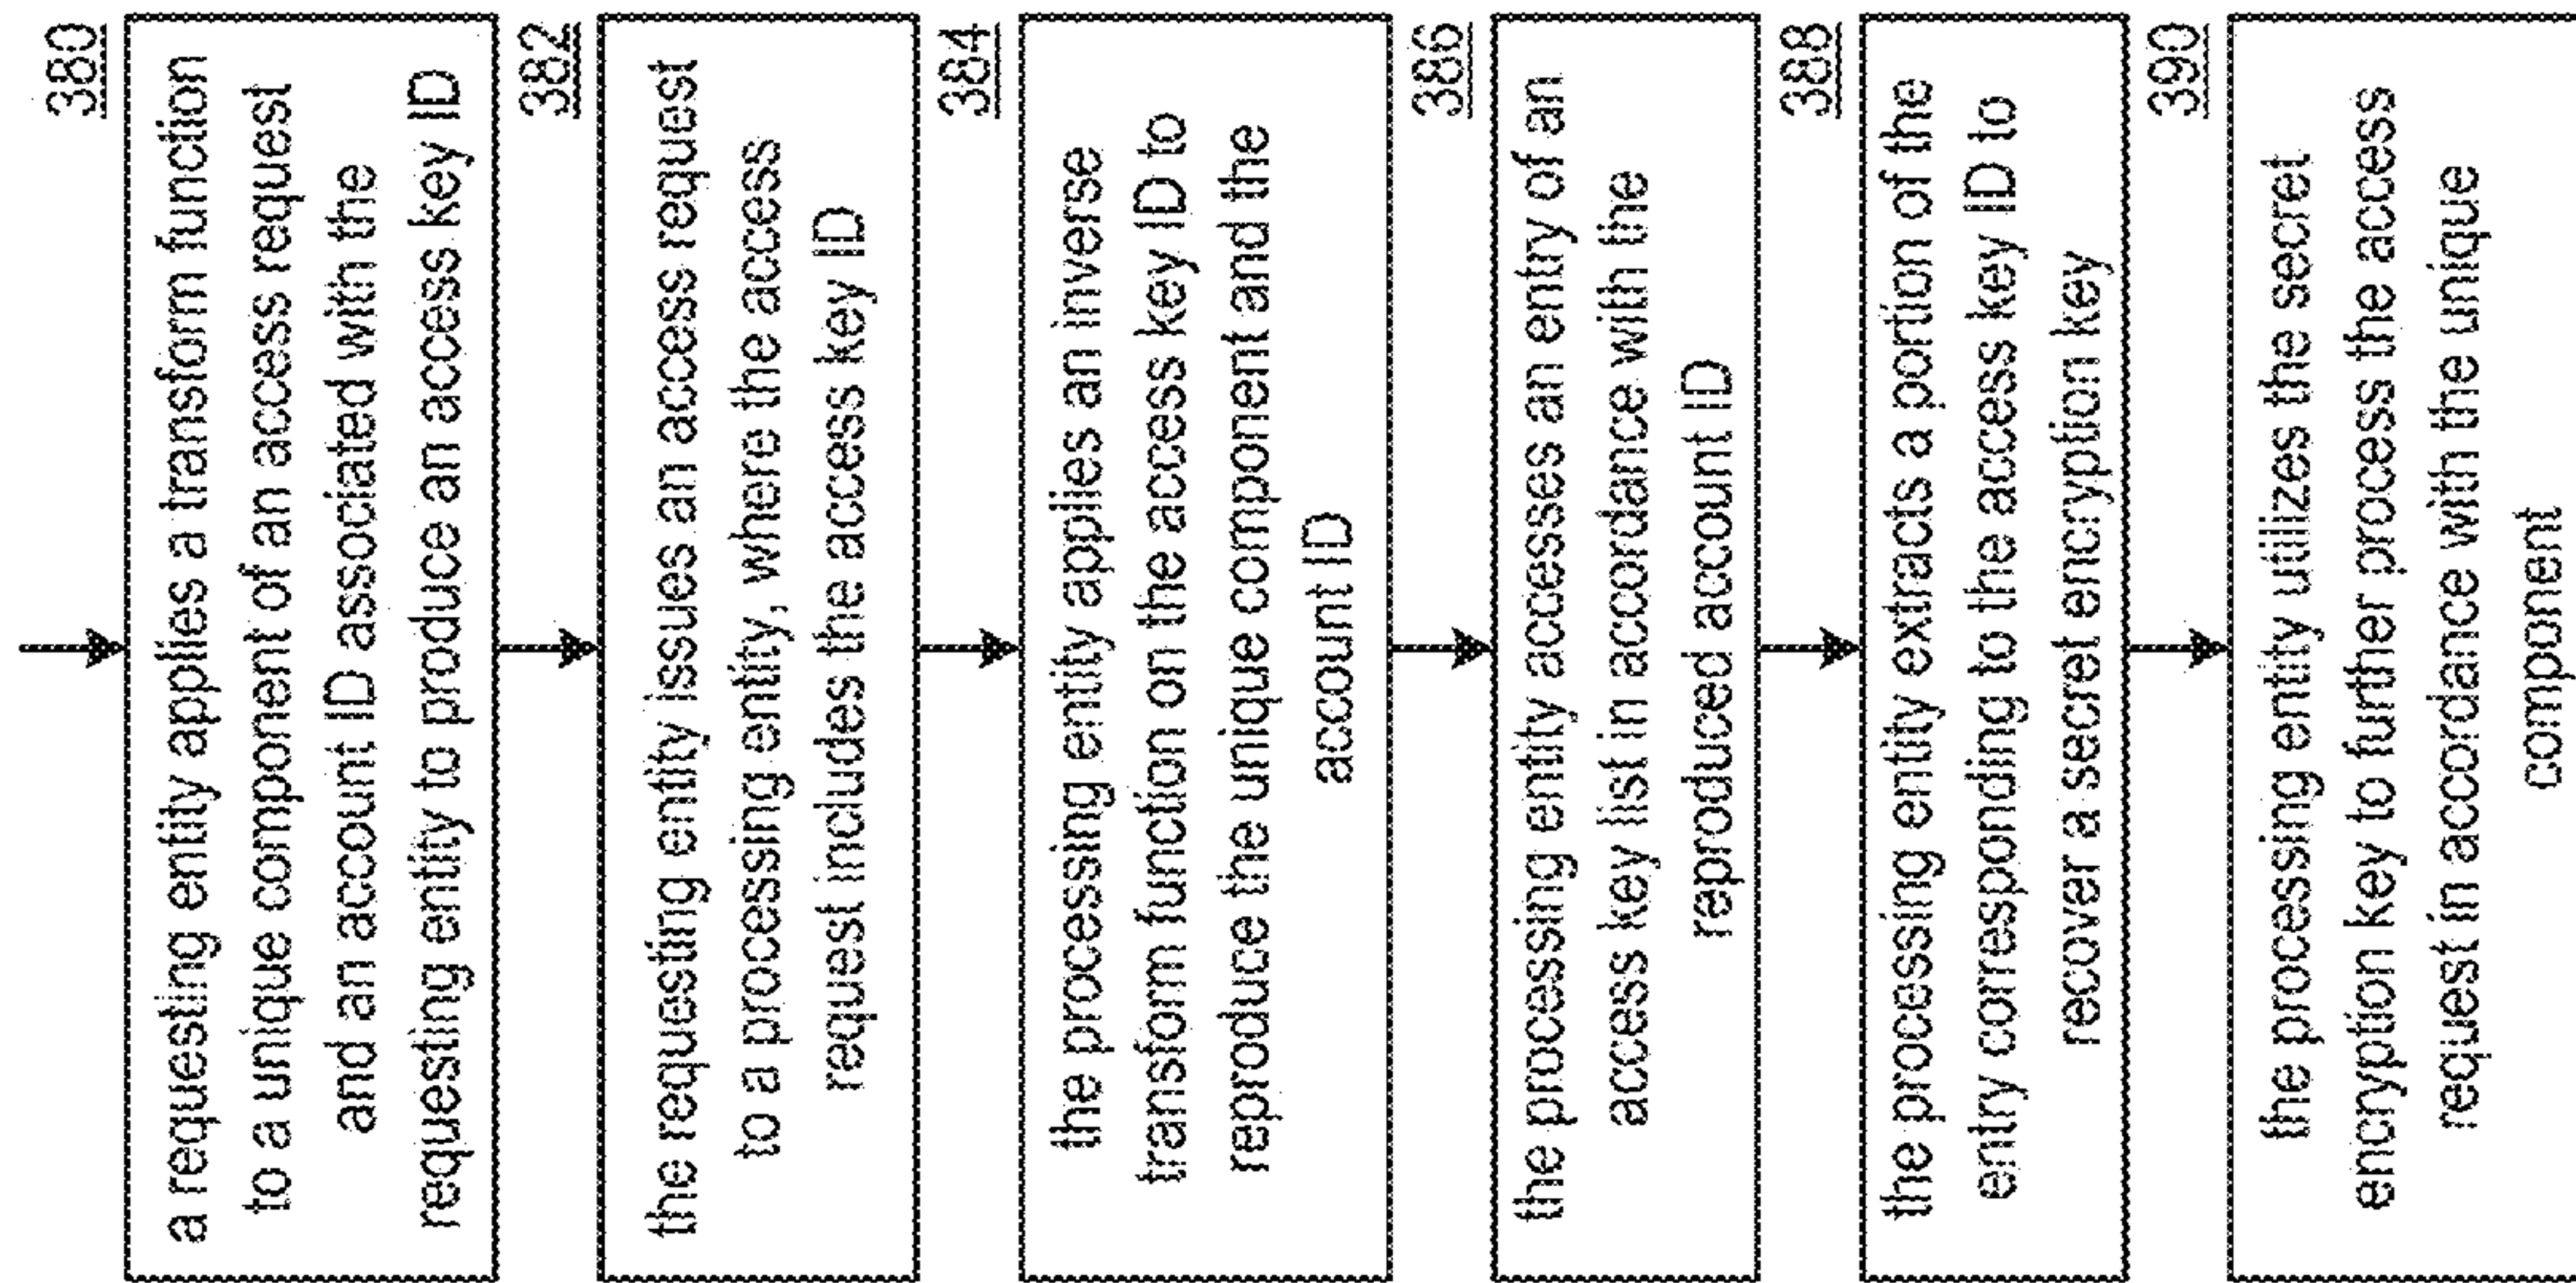 380
a requesting entity applies a transform function
to a unique component of an access request
and an account ID associated with the
requesting entity to produce an access key ID
382
the requesting entity issues an access request
to a processing entity, where the access
request includes the access key ID
384
the processing entity applies an inverse
transform function on the access key ID to
reproduce the unique component and the
account ID
386
the processing entity accesses an entry of an
access key list in accordance with the
reproduced account ID
388
the processing entity extracts a portion of the
entry corresponding to the access key ID to
recover a secret encryption key
390
the processing entity utilizes the secret
encryption key to further process the access
request in accordance with the unique
component